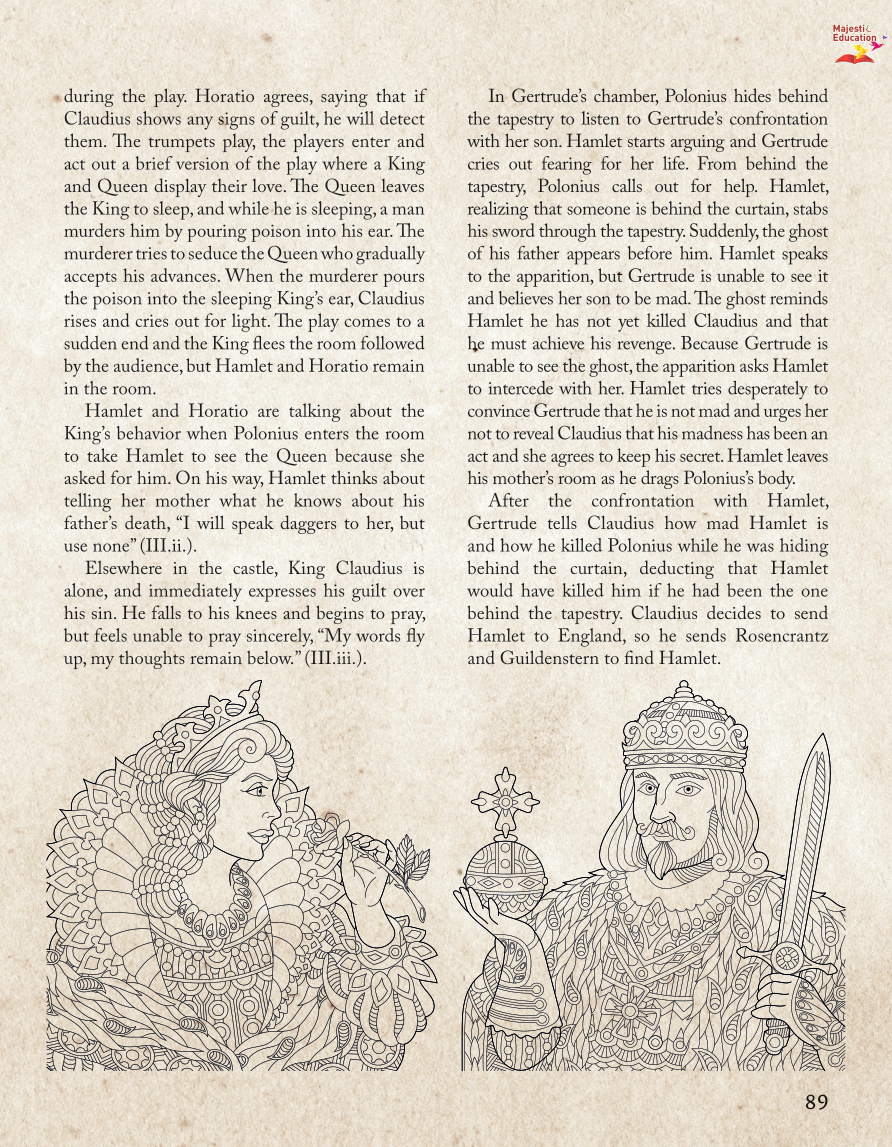 Majestic
Education
during the play. Horatio agrees, saying that if
Claudius shows any signs of guilt, he will detect
them. The trumpets play, the players enter and
act out a brief version of the play where a King
and Queen display their love. The Queen leaves
the King to sleep, and while he is sleeping, a man
murders him by pouring poison into his ear. The
murderer tries to seduce the Queen who gradually
accepts his advances. When the murderer pours
the poison into the sleeping King’s ear, Claudius
rises and cries out for light. The play comes to a
sudden end and the King flees the room followed
by the audience, but Hamlet and Horatio remain
in the room.
Hamlet and Horatio are talking about the
King’s behavior when Polonius enters the room
to take Hamlet to see the Queen because she
asked for him. On his way, Hamlet thinks about
telling her mother what he knows about his
father’s death, “I will speak daggers to her, but
use none” (III.ii.).
Elsewhere in the castle, King Claudius is
alone, and immediately expresses his guilt over
his sin. He falls to his knees and begins to pray,
but feels unable to pray sincerely, “My words fly
up, my thoughts remain below.” (III.iii.).
In Gertrude’s chamber, Polonius hides behind
the tapestry to listen to Gertrude’s confrontation
with her son. Hamlet starts arguing and Gertrude
cries out fearing for her life. From behind the
tapestry, Polonius calls out for help. Hamlet,
realizing that someone is behind the curtain, stabs
his sword through the tapestry. Suddenly, the ghost
of his father appears before him. Hamlet speaks
to the apparition, but Gertrude is unable to see it
and believes her son to be mad. The ghost reminds
Hamlet he has not yet killed Claudius and that
he must achieve his revenge. Because Gertrude is
unable to see the ghost, the apparition asks Hamlet
to intercede with her. Hamlet tries desperately to
convince Gertrude that he is not mad and urges her
not to reveal Claudius that his madness has been an
act and she agrees to keep his secret. Hamlet leaves
his mother’s room as he drags Polonius’s body.
After the confrontation with Hamlet,
Gertrude tells Claudius how mad Hamlet is
and how he killed Polonius while he was hiding
behind the curtain, deducting that Hamlet
would have killed him if he had been the one
behind the tapestry. Claudius decides to send
Hamlet to England, so he sends Rosencrantz
and Guildenstern to find Hamlet.
89